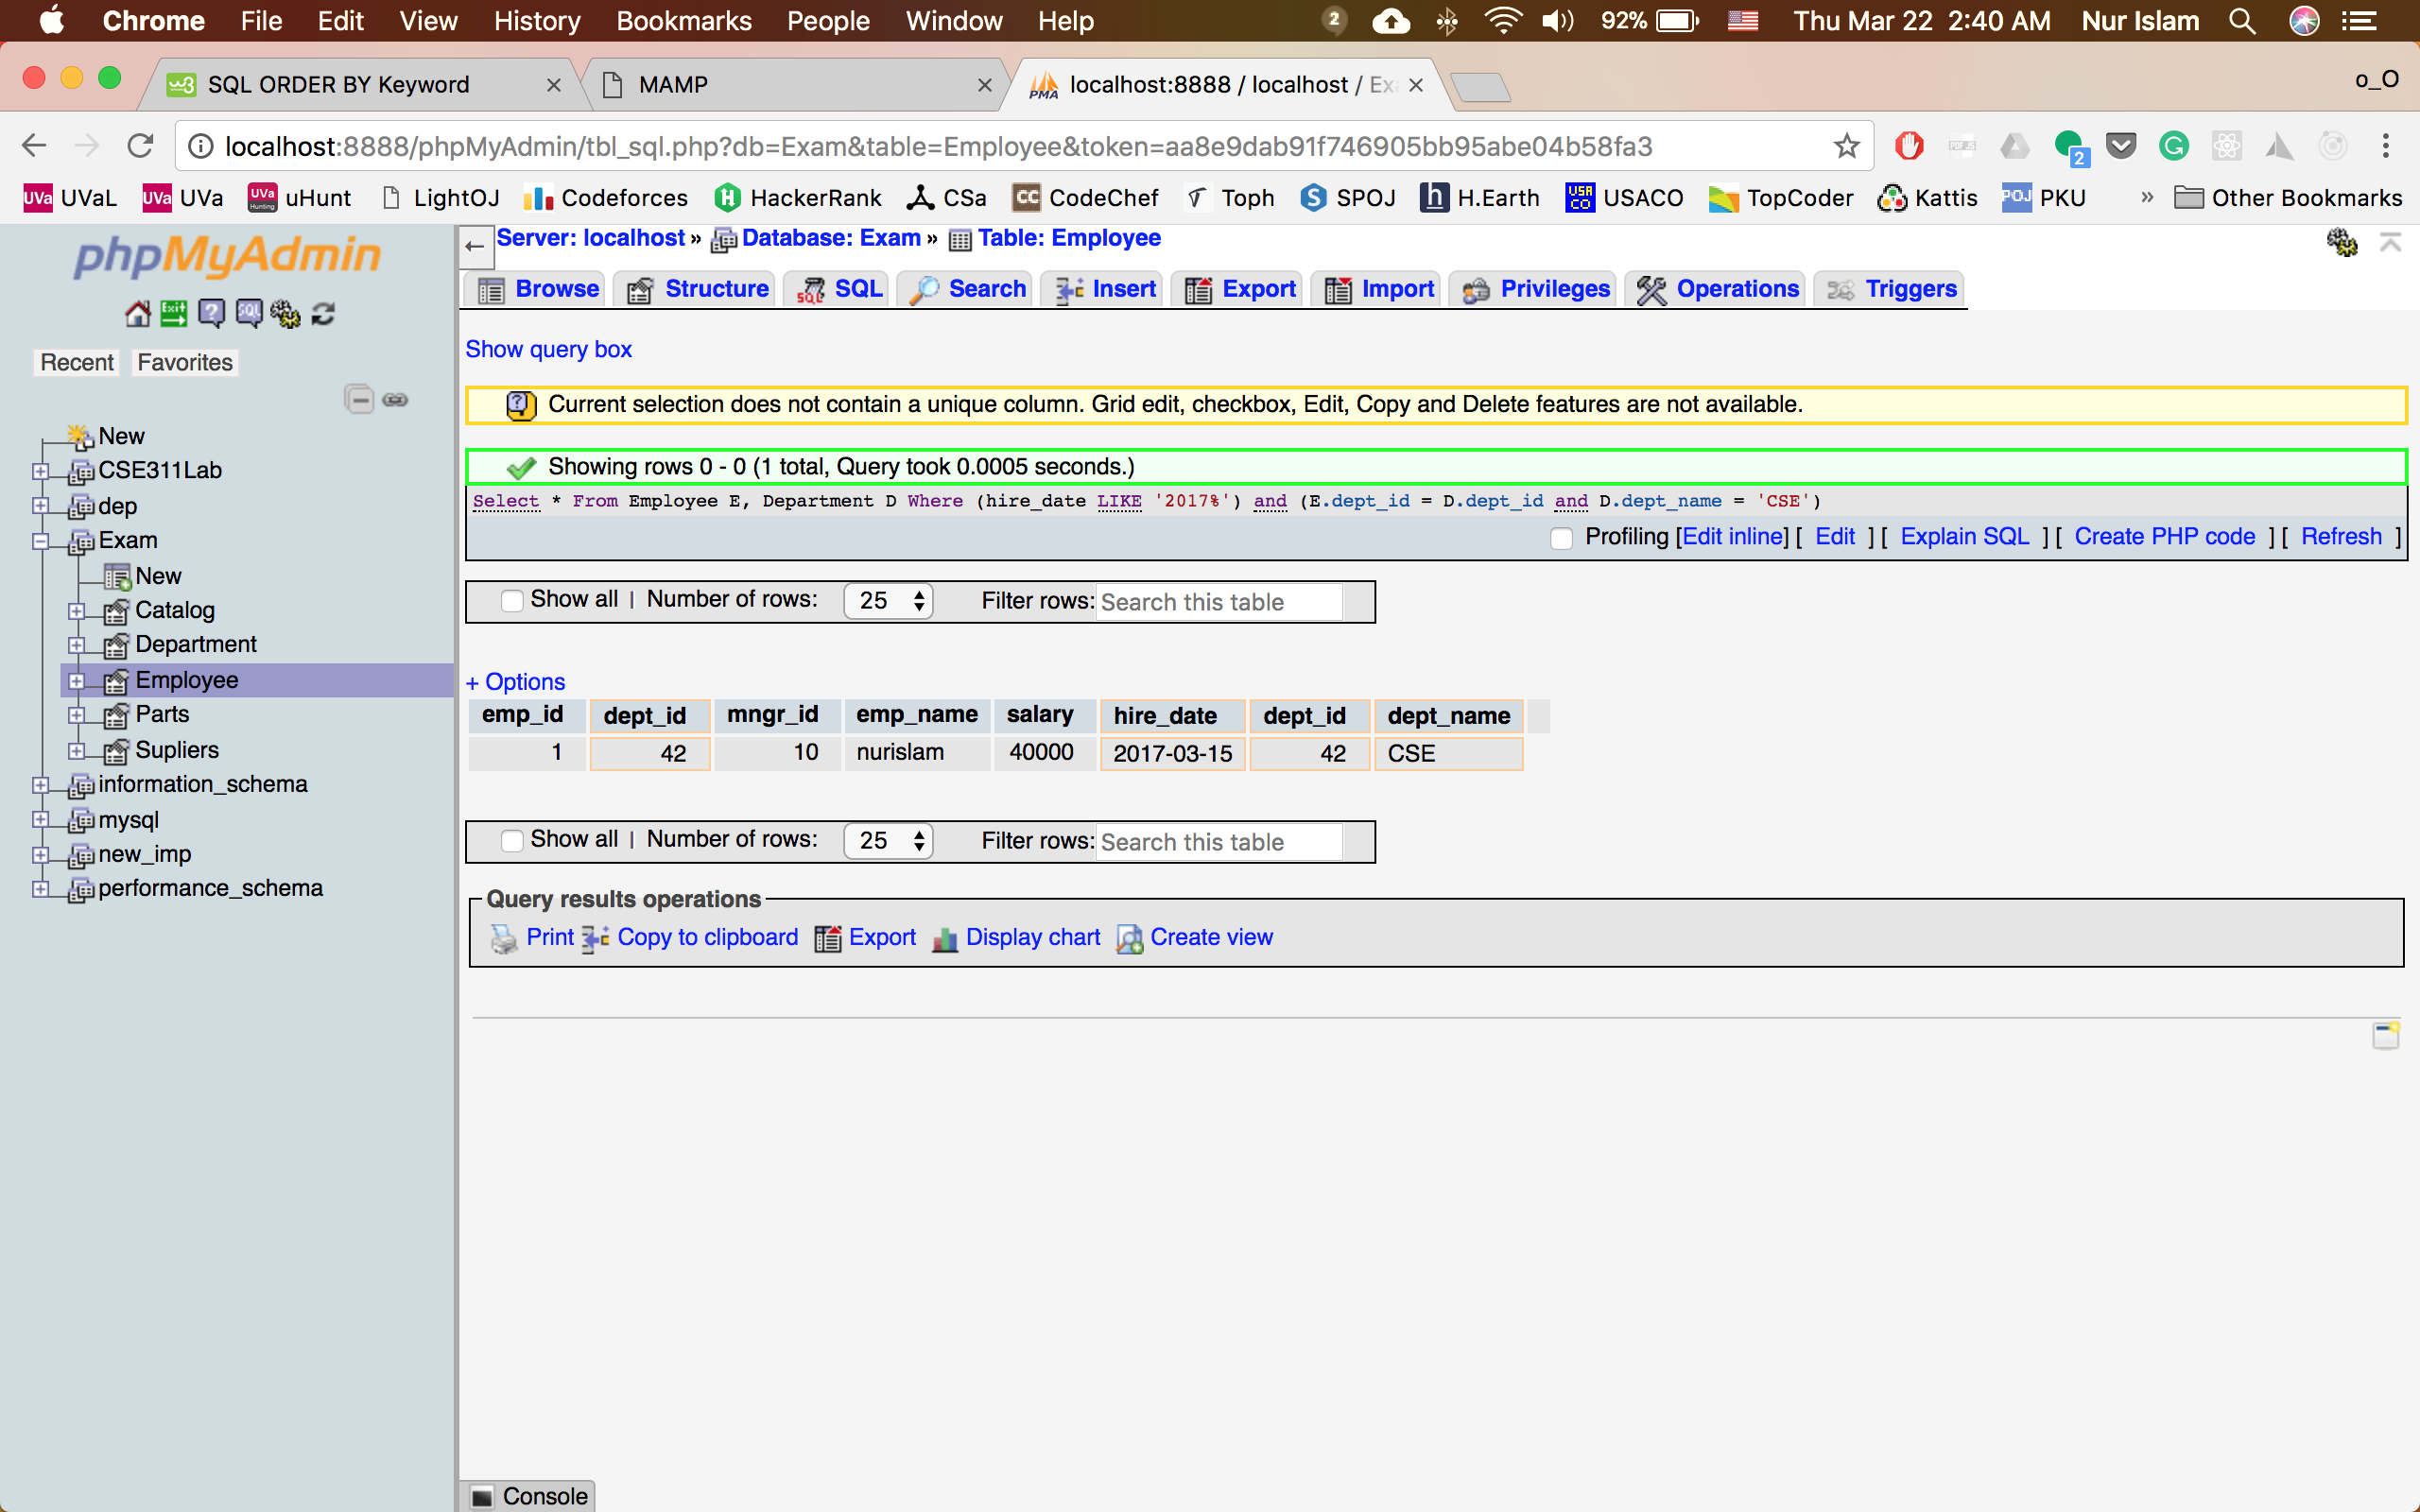 Chrome File Edit View History Bookmarks People Window Help 2 92% Thu Mar 22 2:40 AM Nur Islam
SQL ORDER BY Keyword MAMP localhost:8888 / localhost / Ex o_O
localhost:8888/phpMyAdmin/tbl_sql.php?db=Exam&table=Employee&token=aa8e9dab91f746905bb95abe04b58fa3 2
UVaL UVa uHunt LightOJ Codeforces HackerRank CSa CodeChef Toph SPOJ H.Earth USACO TopCoder Kattis PKU » Other Bookmarks
phpMyAdmin
Recent Favorites
New
CSE311Lab
dep
Exam
New
Catalog
Department
Employee
Parts
Supliers
information_schema
mysql
new_imp
performance_schema
Server: localhost » Database: Exam » Table: Employee
Browse Structure SQL Search Insert Export Import Privileges Operations Triggers
Show query box
Current selection does not contain a unique column. Grid edit, checkbox, Edit, Copy and Delete features are not available.
Showing rows 0 - 0 (1 total, Query took 0.0005 seconds.)
Select * From Employee E, Department D Where (hire_date LIKE '2017%') and (E.dept_id = D.dept_id and D.dept_name = 'CSE')
Profiling [Edit inline] [ Edit ] [ Explain SQL ] [ Create PHP code ] [ Refresh ]
Show all | Number of rows: 25 Filter rows: Search this table
+ Options
emp_id dept_id mngr_id emp_name salary hire_date dept_id dept_name
1 42 10 nurislam 40000 2017-03-15 42 CSE
Show all | Number of rows: 25 Filter rows: Search this table
Query results operations
Print Copy to clipboard Export Display chart Create view
Console